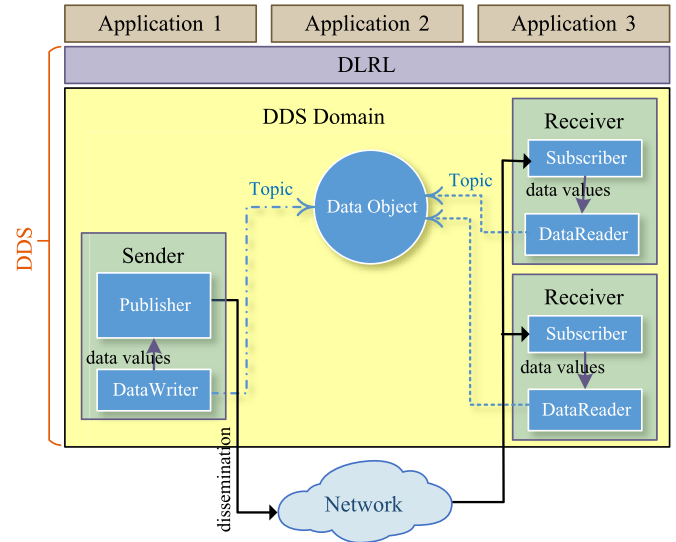 Application 1
Application 2
Application 3
DLRL
DDS
DDS Domain
Receiver
Subscriber
data values
DataReader
Topic
Topic
Data Object
Sender
Publisher
data values
DataWriter
Receiver
Subscriber
data values
DataReader
dissemination
Network